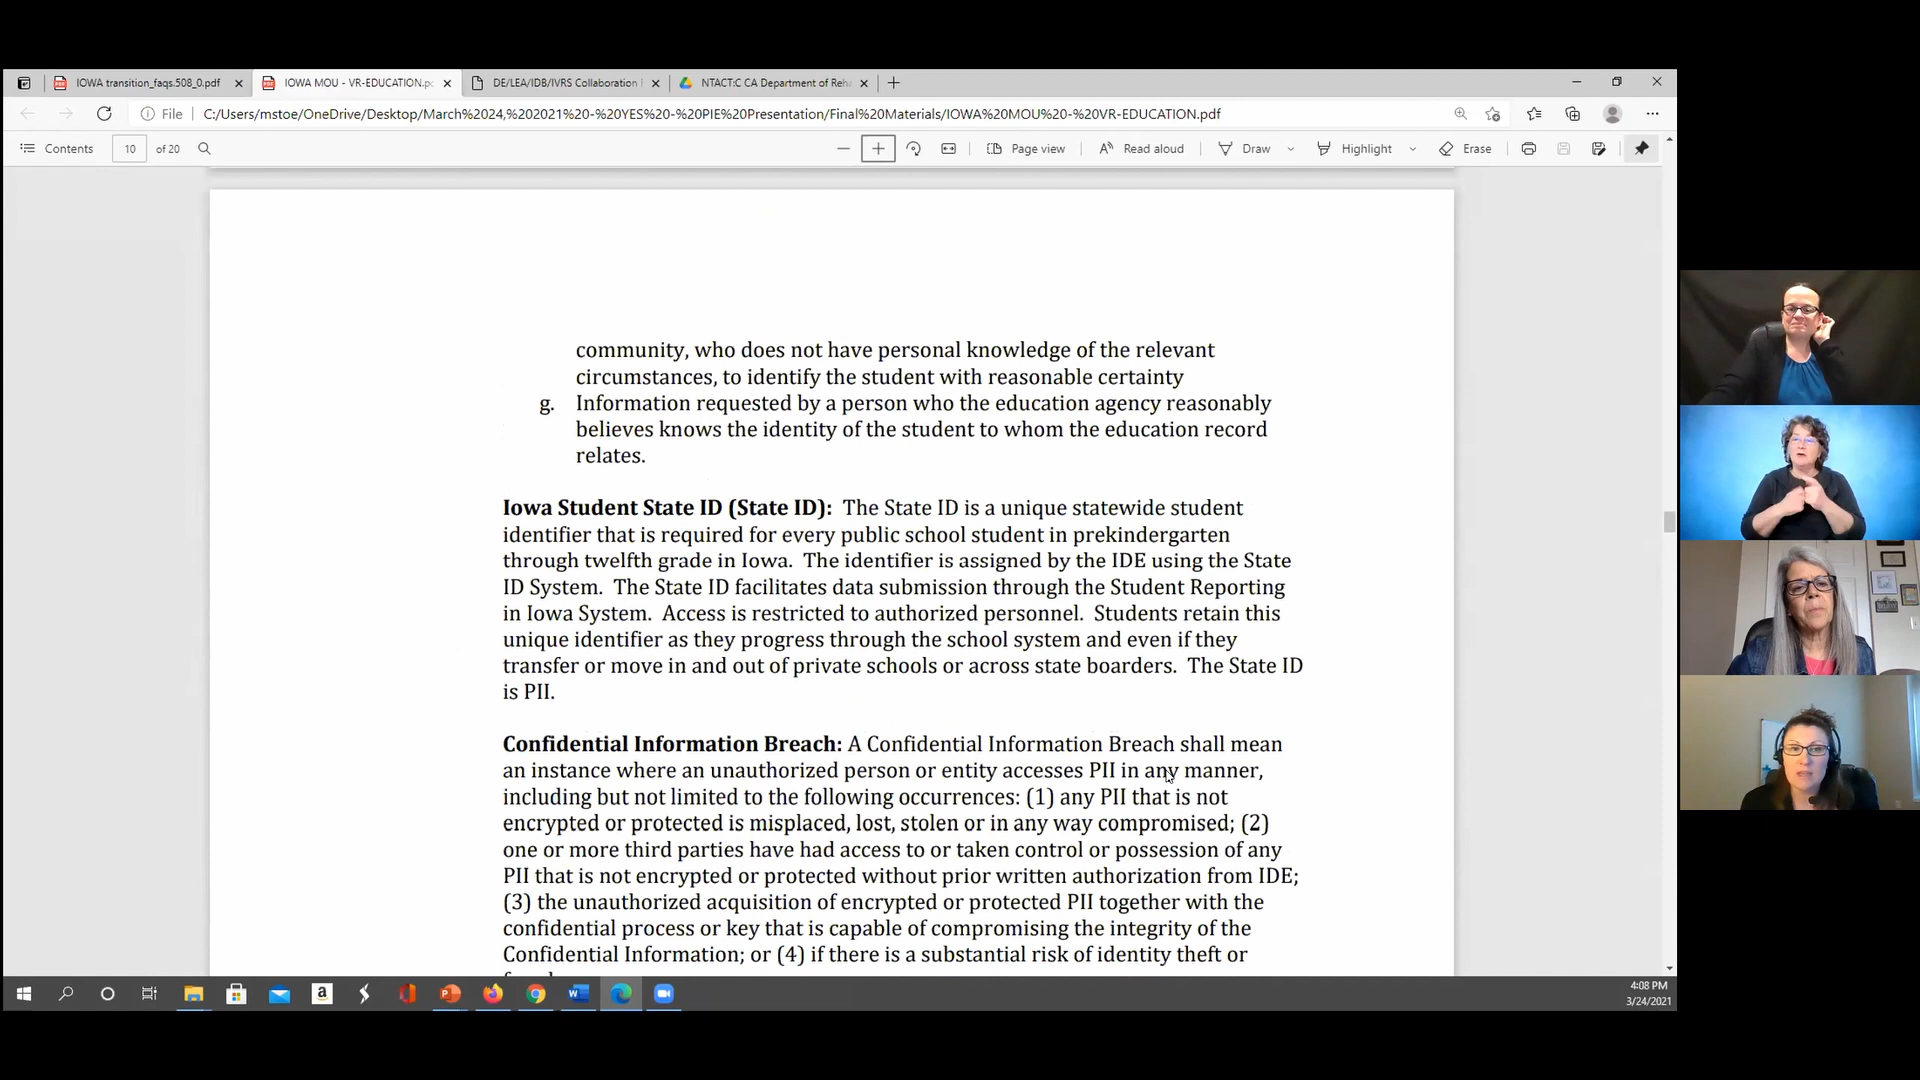 IOWA transition_faqs.508_0.pdf
IOWA MOU - VR-EDUCATION.pc
DE/LEA/IDB/IVRS Collaboration
NTACT:C CA Department of Reh
File
C:/Users/mstoe/OneDrive/Desktop/March%2024,%202021%20-%20YES%20-%20PIE%20Presentation/Final%20Materials/IOWA%20MOU%20-%20VR-EDUCATION.pdf
Contents 10 of 20 Page view Read aloud Draw Highlight Erase
community, who does not have personal knowledge of the relevant
circumstances, to identify the student with reasonable certainty
g. Information requested by a person who the education agency reasonably
believes knows the identity of the student to whom the education record
relates.
Iowa Student State ID (State ID): The State ID is a unique statewide student
identifier that is required for every public school student in prekindergarten
through twelfth grade in Iowa. The identifier is assigned by the IDE using the State
ID System. The State ID facilitates data submission through the Student Reporting
in Iowa System. Access is restricted to authorized personnel. Students retain this
unique identifier as they progress through the school system and even if they
transfer or move in and out of private schools or across state boarders. The State ID
is PII.
Confidential Information Breach: A Confidential Information Breach shall mean
an instance where an unauthorized person or entity accesses PII in any manner,
including but not limited to the following occurrences: (1) any PII that is not
encrypted or protected is misplaced, lost, stolen or in any way compromised; (2)
one or more third parties have had access to or taken control or possession of any
PII that is not encrypted or protected without prior written authorization from IDE;
(3) the unauthorized acquisition of encrypted or protected PII together with the
confidential process or key that is capable of compromising the integrity of the
Confidential Information; or (4) if there is a substantial risk of identity theft or
4:08 PM
3/24/2021